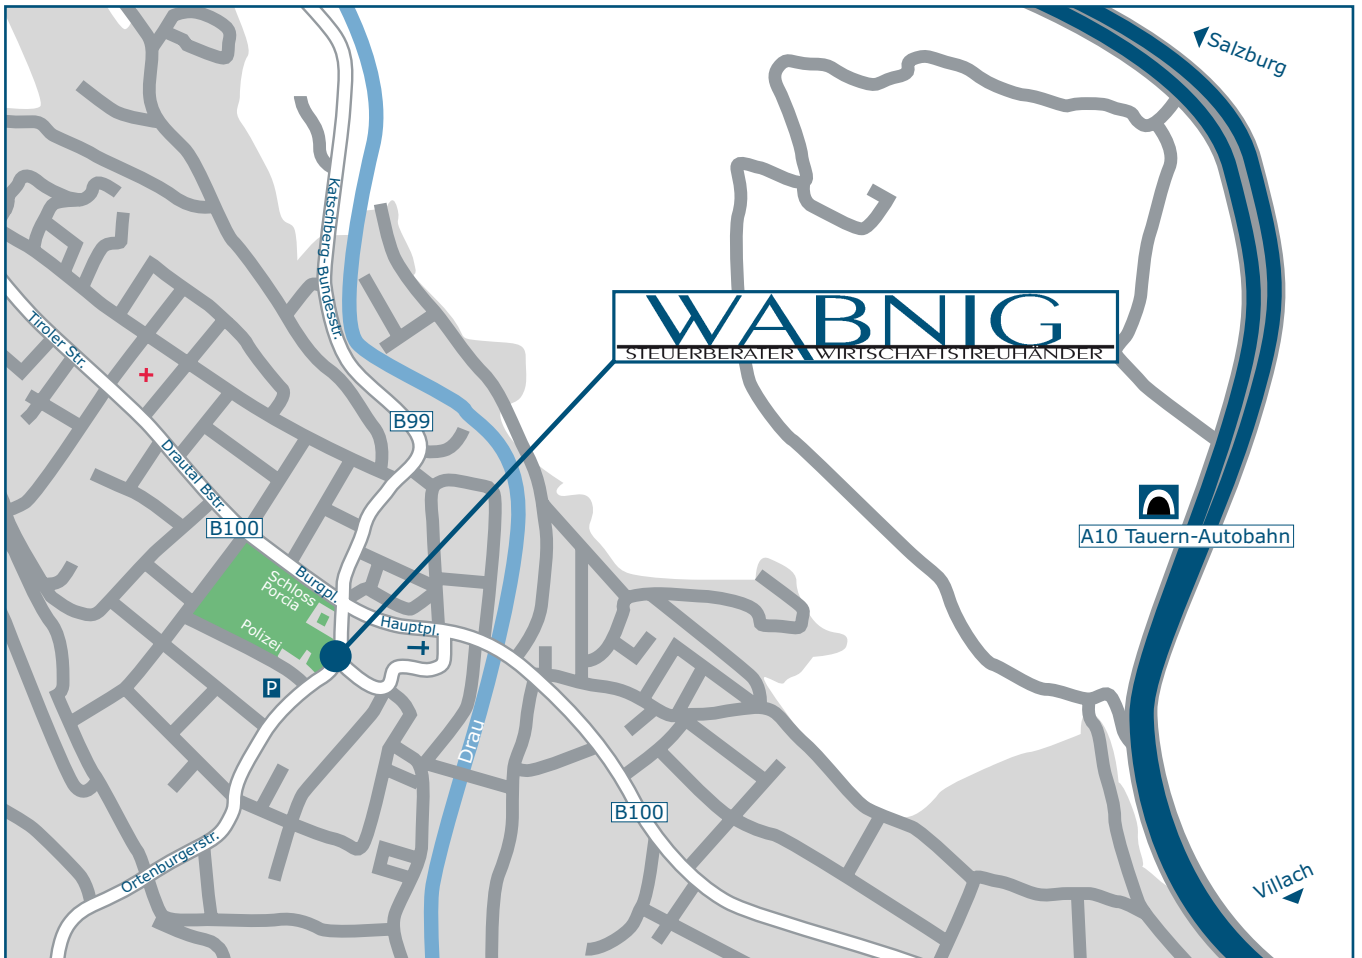 Salzburg
Katschberg-Bundesstr.
WABNIG
STEUERBERATER WIRTSCHAFTSTREUHÄNDER
Tiroler Str.
B99
Drautal Bstr.
B100
A10 Tauern-Autobahn
Burgpl.
Schloss
Porcia
Hauptpl.
Polizei
P
Drau
B100
Ortenburgerstr.
Villach